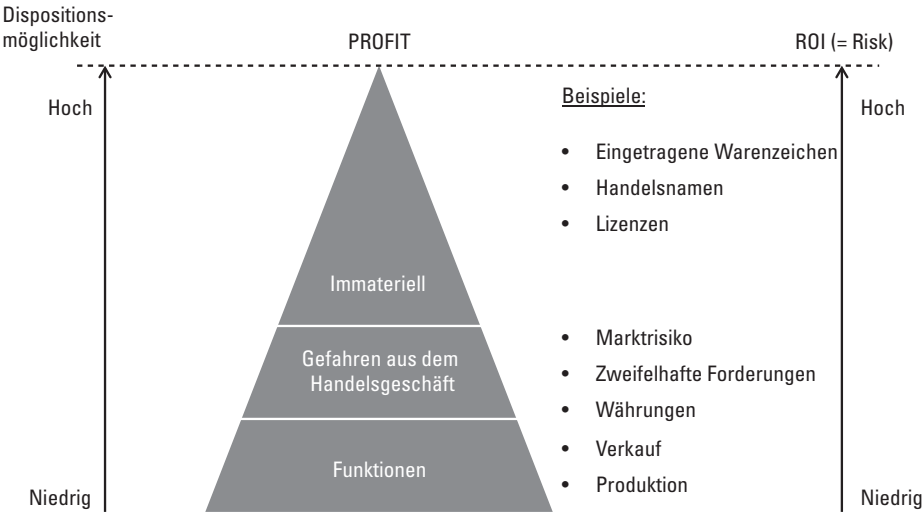 Dispositions-
möglichkeit
PROFIT
ROI (= Risk)
Hoch
Beispiele:
Hoch
• Eingetragene Warenzeichen
• Handelsnamen
• Lizenzen
Immateriell
• Marktrisiko
Gefahren aus dem
Handelsgeschäft
• Zweifelhafte Forderungen
• Währungen
• Verkauf
Funktionen
• Produktion
Niedrig
Niedrig